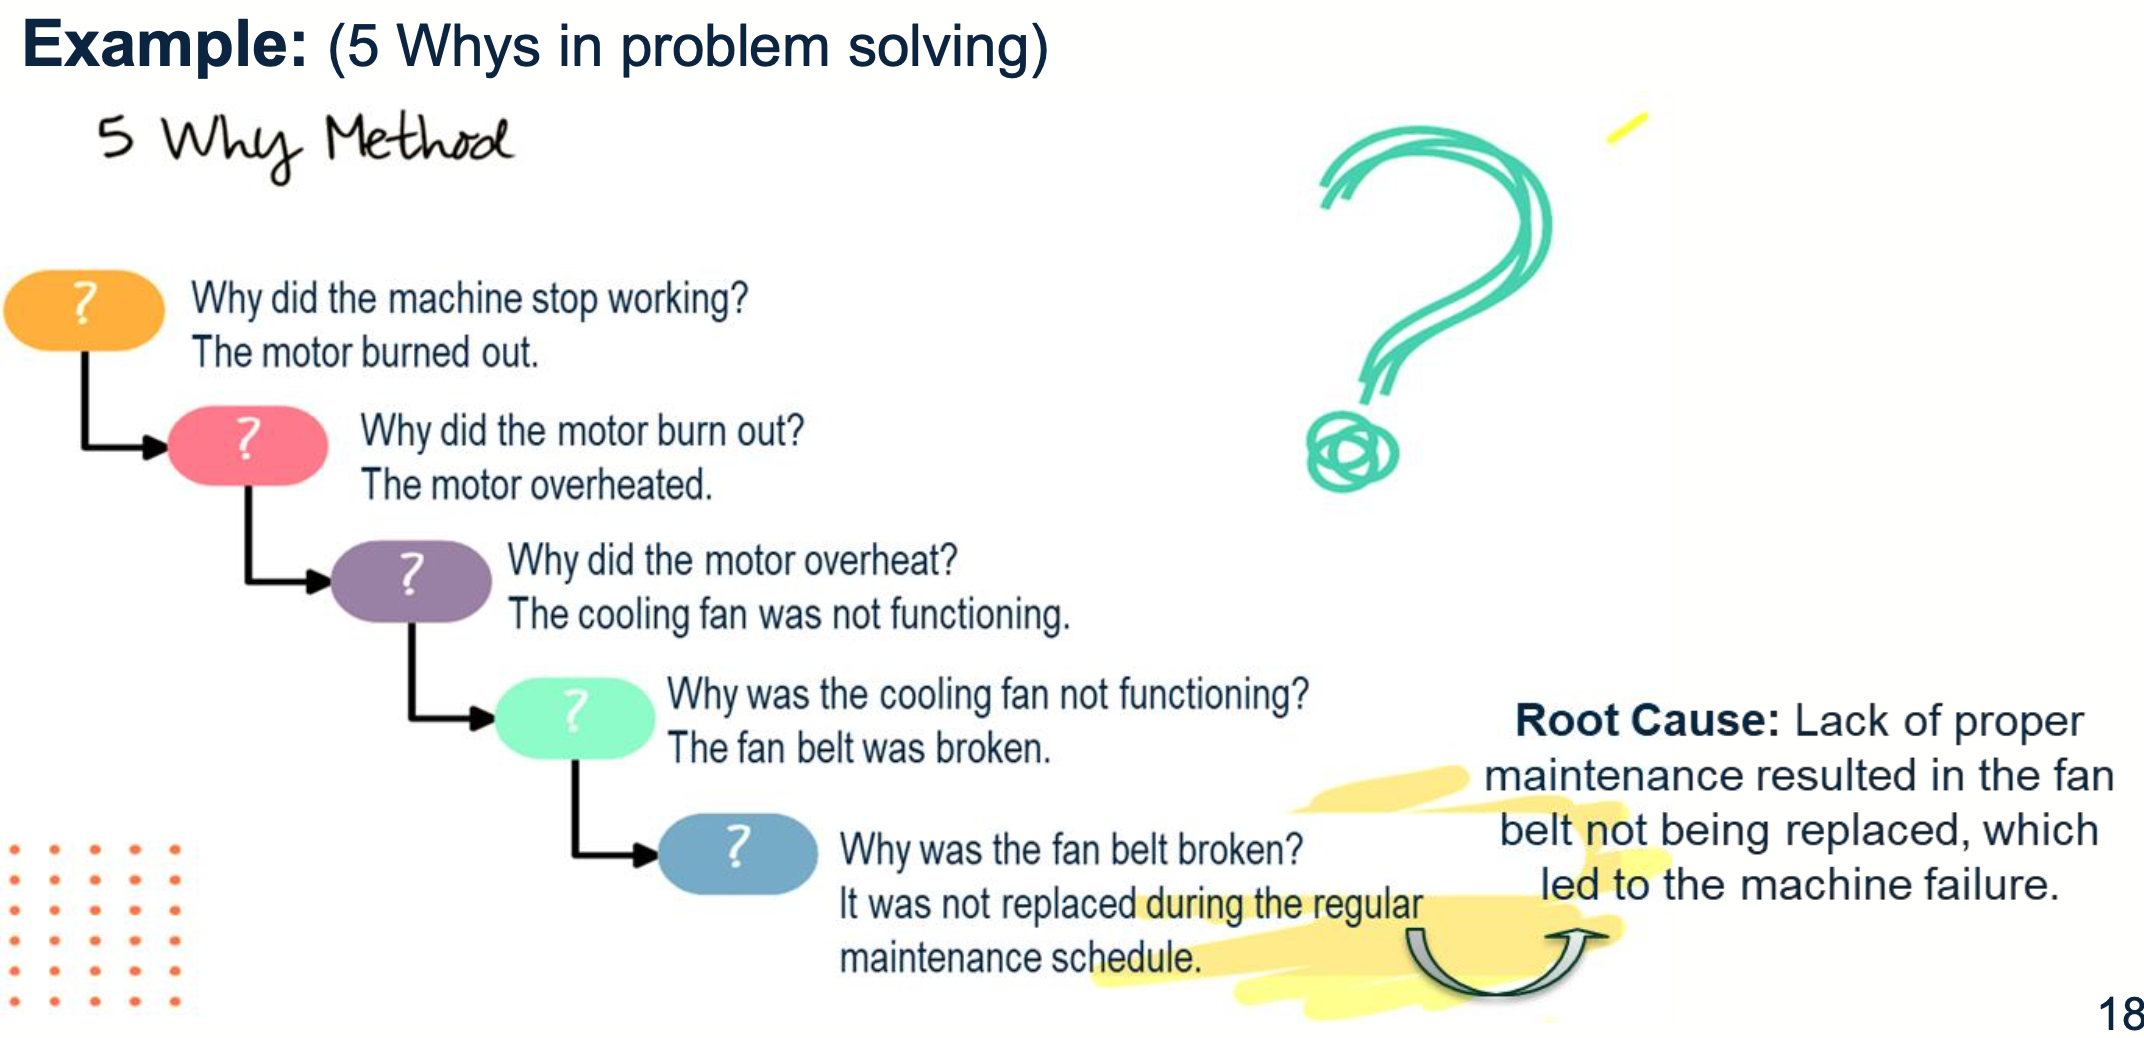 Example: (5 Whys in problem solving)
5 Why Method
?
Why did the machine stop working?
The motor burned out.
?
Why did the motor burn out?
The motor overheated.
?
Why did the motor overheat?
The cooling fan was not functioning.
?
Why was the cooling fan not functioning?
The fan belt was broken.
?
Why was the fan belt broken?
It was not replaced during the regular
maintenance schedule.
Root Cause: Lack of proper
maintenance resulted in the fan
belt not being replaced, which
led to the machine failure.
18